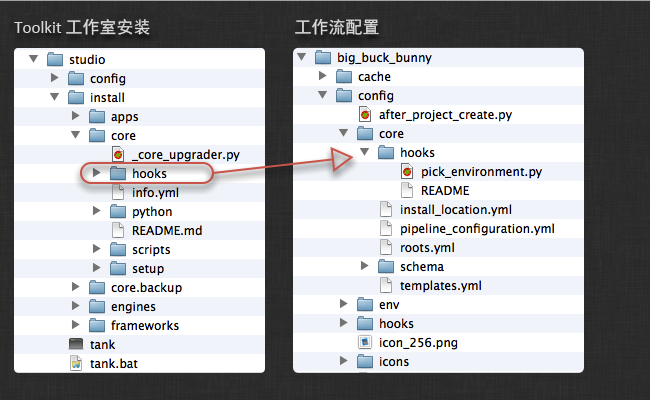 Toolkit 工作室安装
studio
config
install
apps
core
_core_upgrader.py
hooks
info.yml
python
README.md
scripts
setup
core.backup
engines
frameworks
tank
tank.bat
工作流配置
big_buck_bunny
cache
config
after_project_create.py
core
hooks
pick_environment.py
README
install_location.yml
pipeline_configuration.yml
roots.yml
schema
templates.yml
env
hooks
icon_256.png
icons